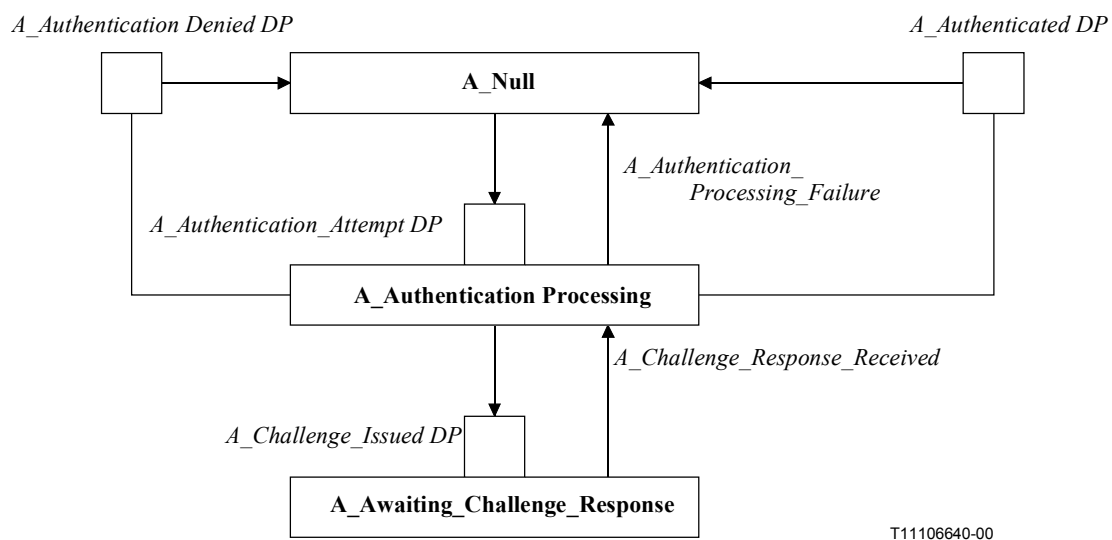 A_Authentication Denied DP
A_Authenticated DP
A_Null
A_Authentication_
Processing_Failure
A_Authentication_Attempt DP
A_Authentication Processing
A_Challenge_Response_Received
A_Challenge_Issued DP
A_Awaiting_Challenge_Response
T11106640-00